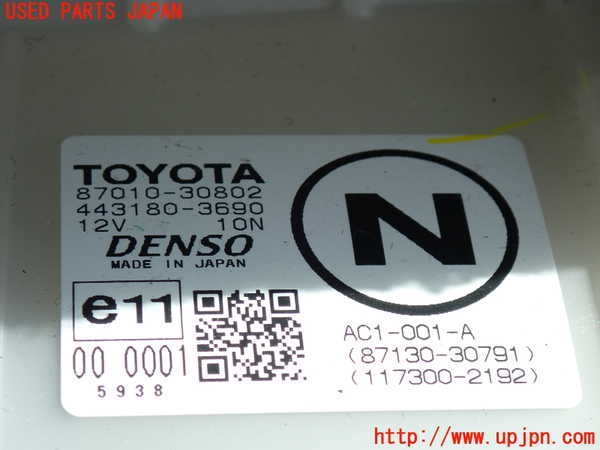 USED PARTS JAPAN
TOYOTA
87010-30802
443180-3690
12V 10N
DENSO
MADE IN JAPAN
e11
00 0001
5938
N
AC1-001-A
(87130-30791)
(117300-2192)
http://www.upjpn.com/